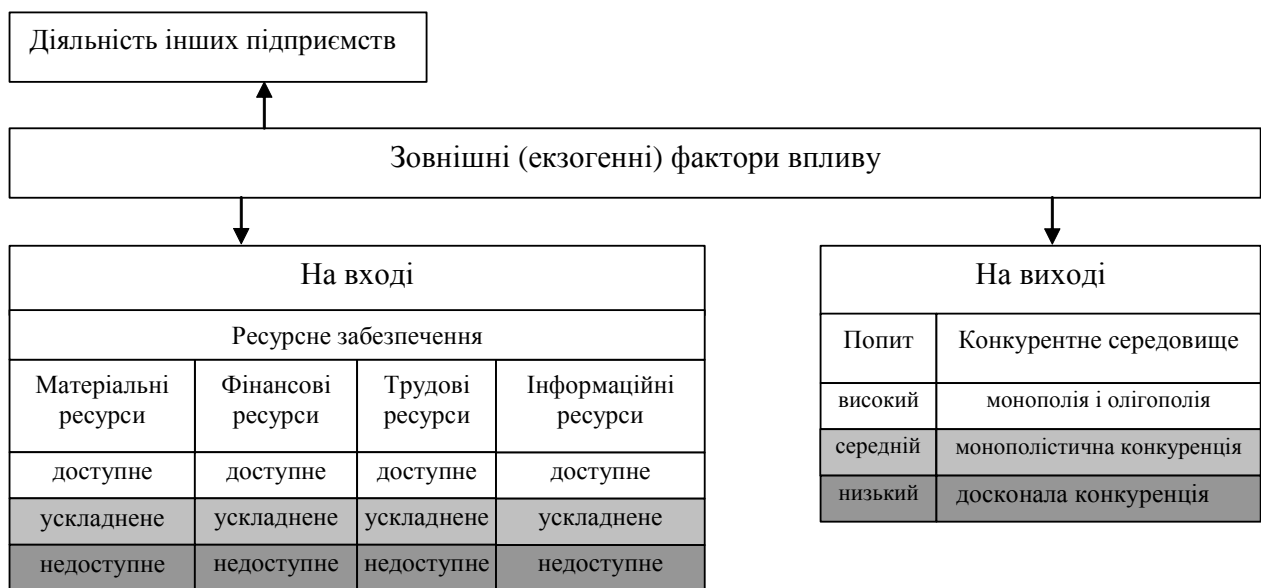 Діяльність інших підприємств
Зовнішні (екзогенні) фактори впливу
На вході
Ресурсне забезпечення
Матеріальні ресурси
Фінансові ресурси
Трудові ресурси
Інформаційні ресурси
доступне доступне доступне доступне
ускладнене ускладнене ускладнене ускладнене
недоступне недоступне недоступне недоступне
На виході
Попит Конкурентне середовище
високий монополія і олігополія
середній монополістична конкуренція
низький досконала конкуренція